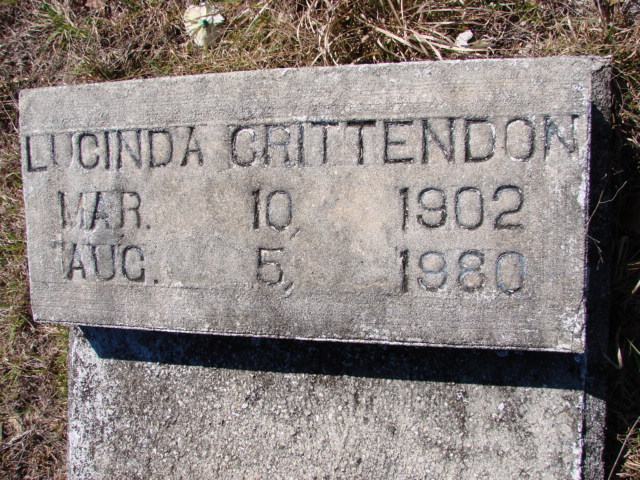 LUCINDA CRITTENDON
MAR. 10, 1902
AUG. 5, 1980